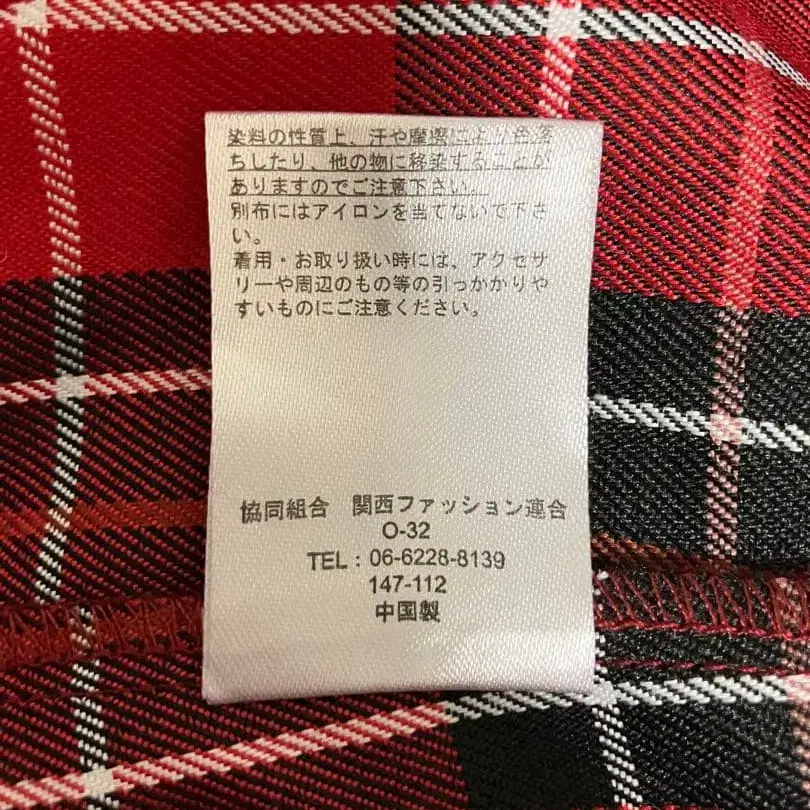 染料の性質上、汗や摩擦により色落
ちしたり、他の物に移染することが
ありますのでご注意下さい。
別布にはアイロンを当てないで下さ
い。
着用・お取り扱い時には、アクセサ
リーや周辺のもの等の引っかかりや
すいものにご注意ください。
協同組合 関西ファッション連合
O-32
TEL：06-6228-8139
147-112
中国製